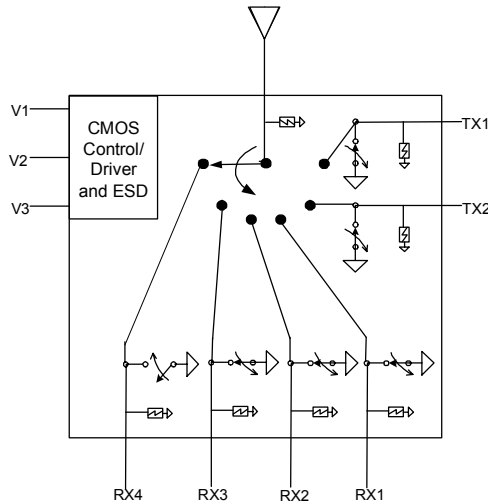 V1
CMOS
Control/
Driver
and ESD
V2
V3
TX1
TX2
RX4
RX3
RX2
RX1